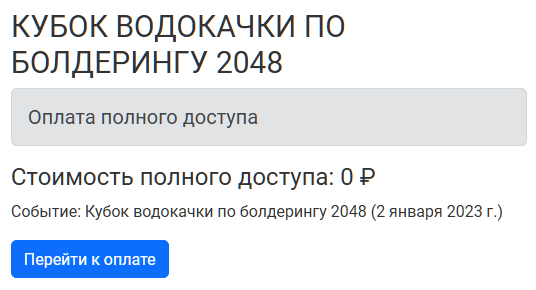 КУБОК ВОДОКАЧКИ ПО
БОЛДЕРИНГУ 2048
Оплата полного доступа
Стоимость полного доступа: 0 ₽
Событие: Кубок водокачки по болдерингу 2048 (2 января 2023 г.)
Перейти к оплате